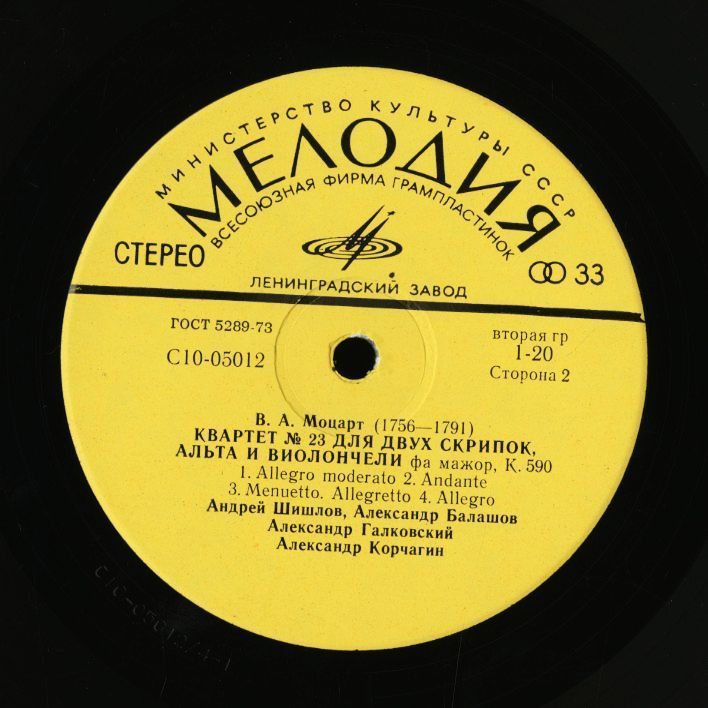 МИНИСТЕРСТВО КУЛЬТУРЫ СССР
МЕЛОДИЯ
ВСЕСОЮЗНАЯ ФИРМА ГРАМПЛАСТИНОК
СТЕРЕО
33
ЛЕНИНГРАДСКИЙ ЗАВОД
ГОСТ 5289-73
вторая гр
С10-05012
1-20
Сторона 2
В. А. Моцарт (1756—1791)
КВАРТЕТ № 23 ДЛЯ ДВУХ СКРИПОК,
АЛЬТА И ВИОЛОНЧЕЛИ фа мажор, К. 590
1. Allegro moderato 2. Andante
3. Menuetto. Allegretto 4. Allegro
Андрей Шишлов, Александр Балашов
Александр Галковский
Александр Корчагин